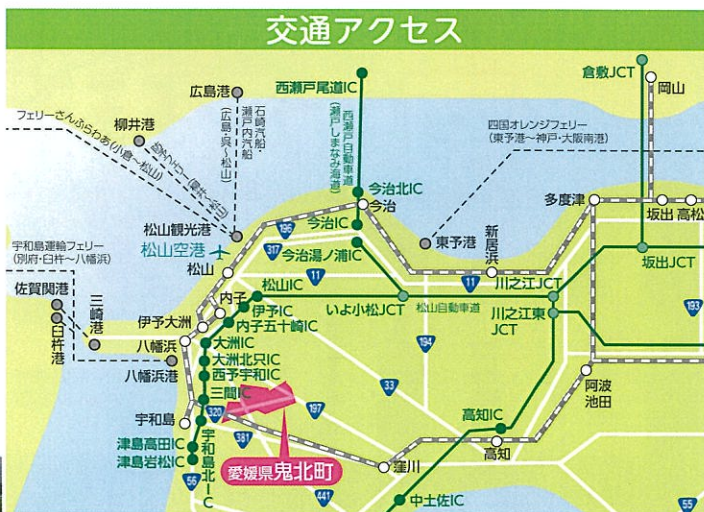 交通アクセス
倉敷JCT
岡山
西瀬戸尾道IC
広島港
フェリーさんふらわあ(小倉〜松山)
柳井港
石崎汽船・
瀬戸内汽船
(広島・呉〜松山)
西瀬戸自動車道
(瀬戸しまなみ海道)
四国オレンジフェリー
(東予港〜神戸・大阪南港)
今治北IC
今治
多度津
坂出
高松
松山観光港
196
今治IC
東予港
新居浜
宇和島運輸フェリー
(別府・臼杵〜八幡浜)
松山空港
317
今治湯ノ浦IC
坂出JCT
松山
11
11
川之江JCT
佐賀関港
三崎港
内子
松山IC
いよ小松JCT
松山自動車道
193
臼杵港
伊予大洲
伊予IC
内子五十崎IC
川之江東
JCT
八幡浜
大洲IC
194
八幡浜港
大洲北只IC
西予宇和IC
33
阿波
池田
三間IC
宇和島
320
197
高知IC
津島高田IC
津島岩松IC
宇和島北IC
381
高知
愛媛県鬼北町
窪川
56
441
中土佐IC
55